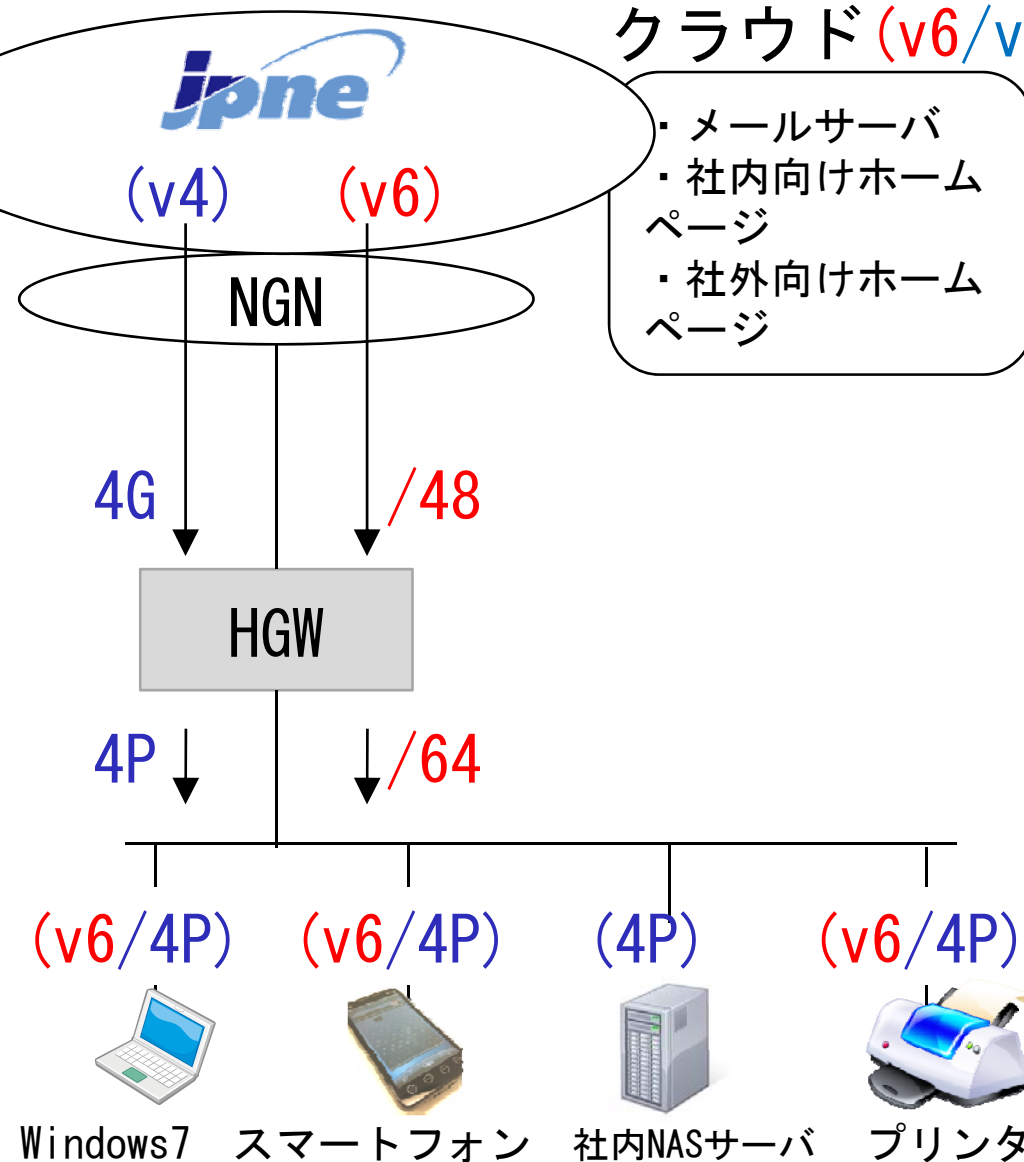 クラウド(v6/v
jpne
・メールサーバ
・社内向けホーム
ページ
・社外向けホーム
ページ
(v4) (v6)
NGN
4G /48
HGW
4P /64
(v6/4P) (v6/4P) (4P) (v6/4P)
Windows7 スマートフォン 社内NASサーバ プリンタ